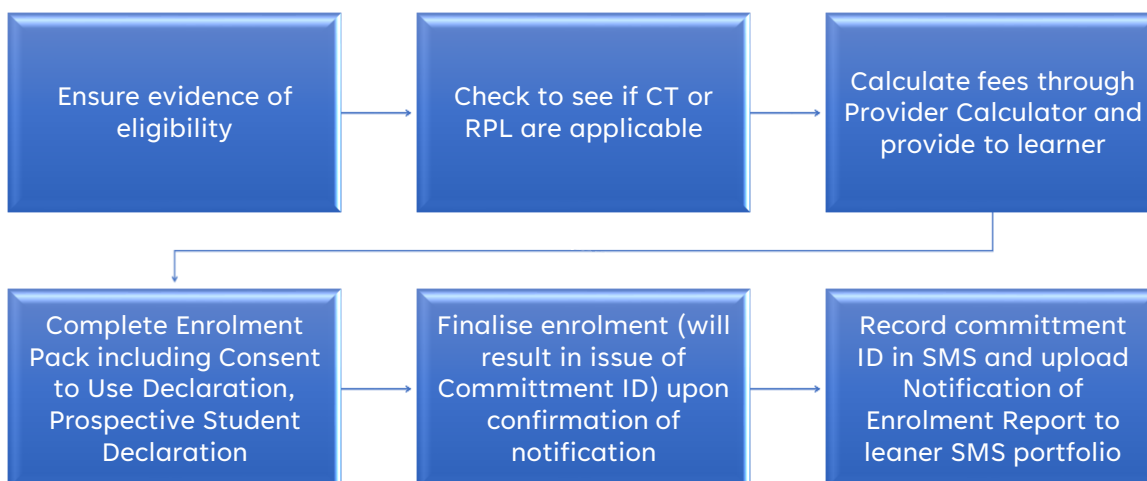 Ensure evidence of
eligibility
Check to see if CT or
RPL are applicable
Calculate fees through
Provider Calculator and
provide to learner
Complete Enrolment
Pack including Consent
to Use Declaration,
Prospective Student
Declaration
Finalise enrolment (will
result in issue of
Committment ID) upon
confirmation of
notification
Record committment
ID in SMS and upload
Notification of
Enrolment Report to
leaner SMS portfolio